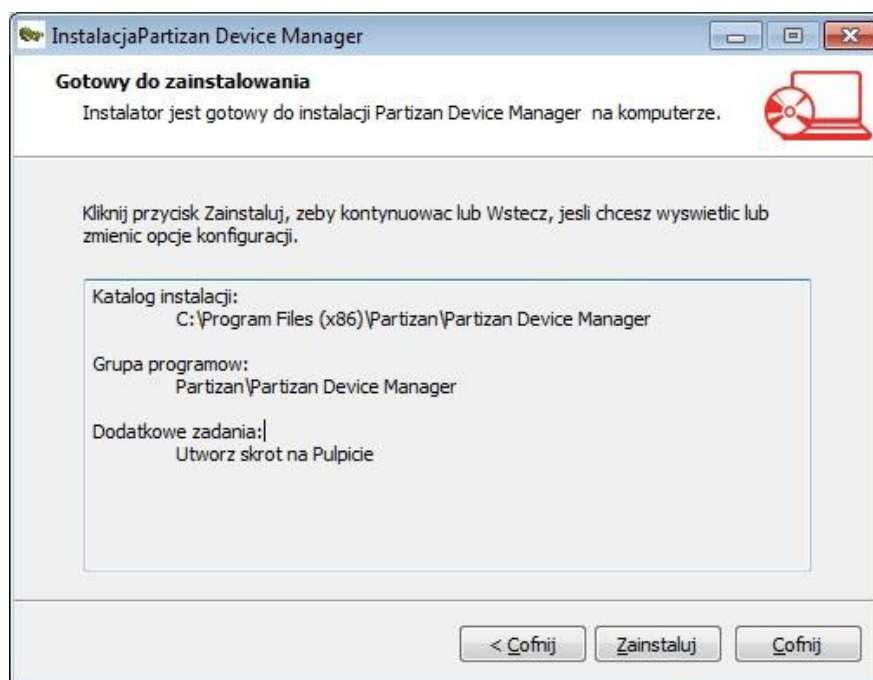 InstalacjaPartizan Device Manager
Gotowy do zainstalowania
Instalator jest gotowy do instalacji Partizan Device Manager na komputerze.
Kliknij przycisk Zainstaluj, zeby kontynuowac lub Wstecz, jesli chcesz wyswietlic lub
zmienic opcje konfiguracji.
Katalog instalacji:
C:\Program Files (x86)\Partizan\Partizan Device Manager
Grupa programow:
Partizan\Partizan Device Manager
Dodatkowe zadania:
Utworz skrot na Pulpicie
< Cofnij Zainstaluj Cofnij